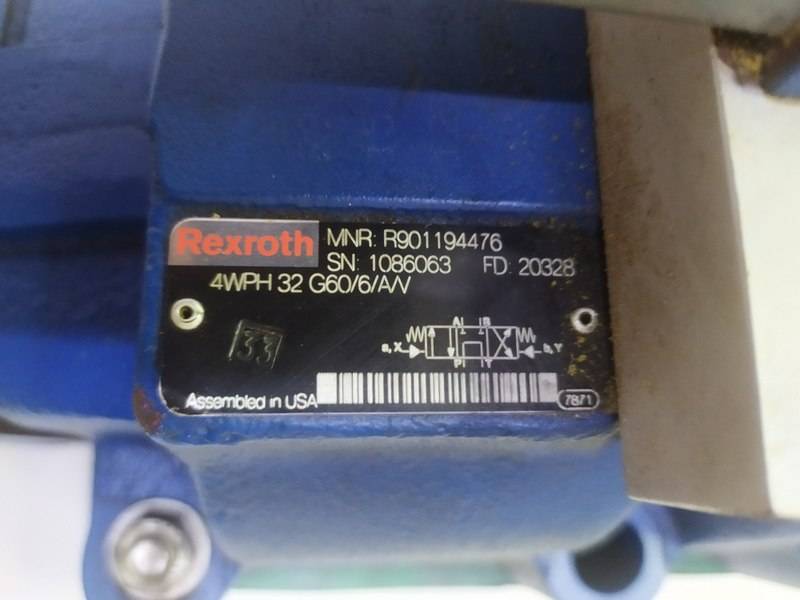 Rexroth MNR: R901194476
SN: 1086063 FD: 20328
4WPH 32 G60/6/A/V
33
A B
a, X b, Y
P T
Assembled in USA 7871